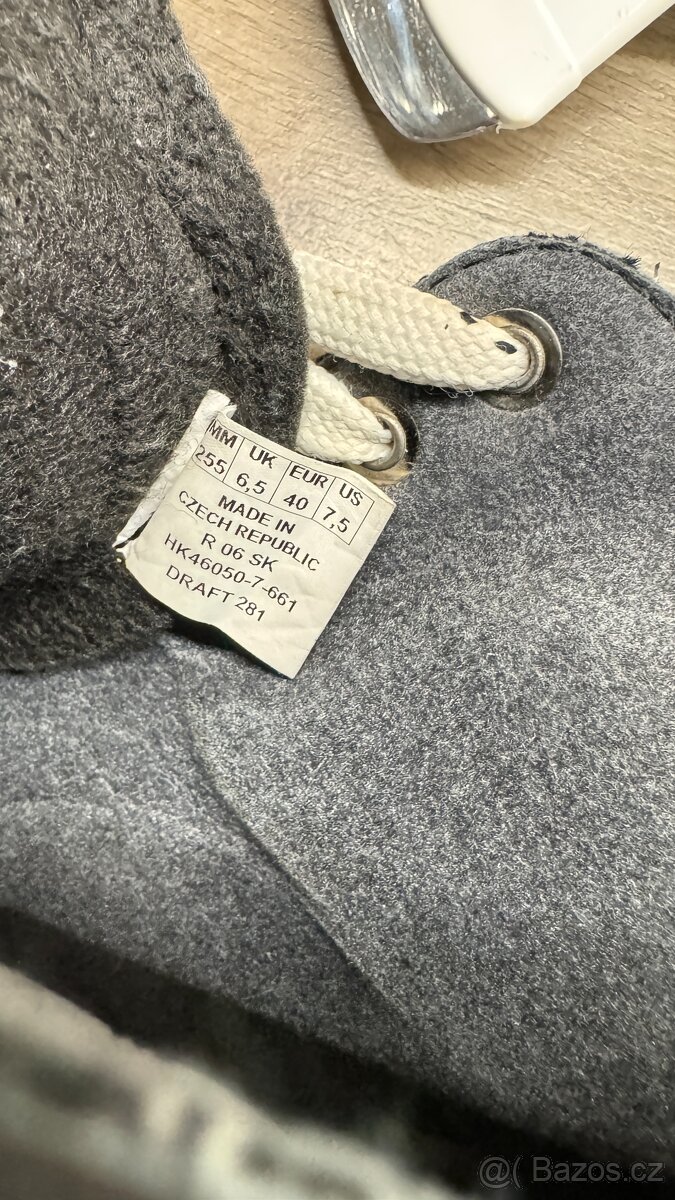 MM UK EUR US
255 6,5 40 7,5
MADE IN
CZECH REPUBLIC
R 06 SK
HK46050-7-661
DRAFT 281
@( Bazos.cz